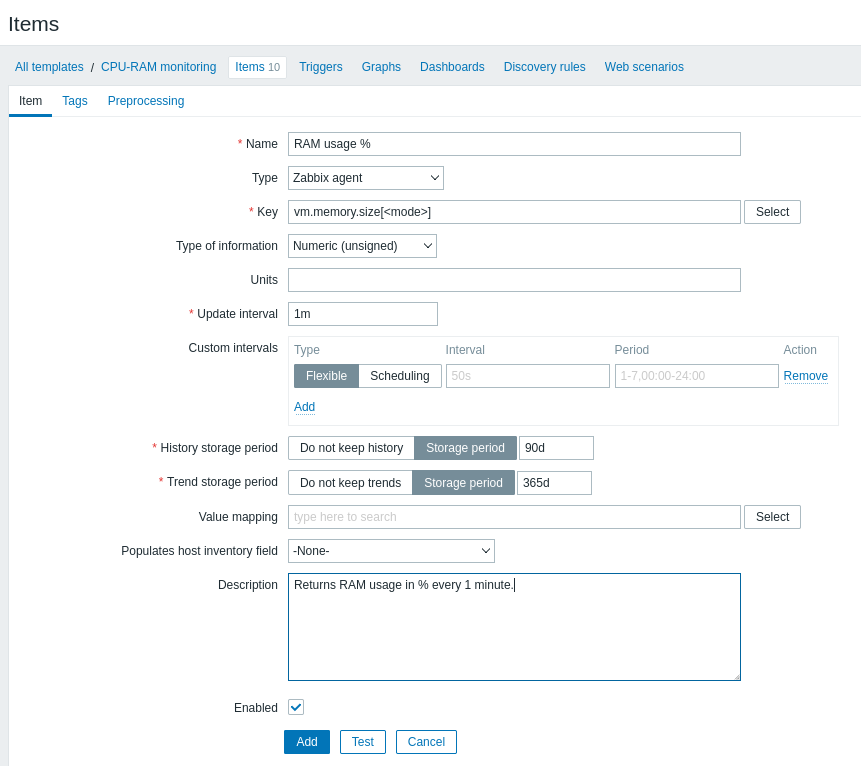 Items
All templates / CPU-RAM monitoring Items 10 Triggers Graphs Dashboards Discovery rules Web scenarios
Item Tags Preprocessing
* Name RAM usage %
Type Zabbix agent
* Key vm.memory.size[<mode>] Select
Type of information Numeric (unsigned)
Units
* Update interval 1m
Custom intervals Type Interval Period Action
Flexible Scheduling 50s 1-7,00:00-24:00 Remove
Add
* History storage period Do not keep history Storage period 90d
* Trend storage period Do not keep trends Storage period 365d
Value mapping type here to search Select
Populates host inventory field -None-
Description Returns RAM usage in % every 1 minute.
Enabled
Add Test Cancel